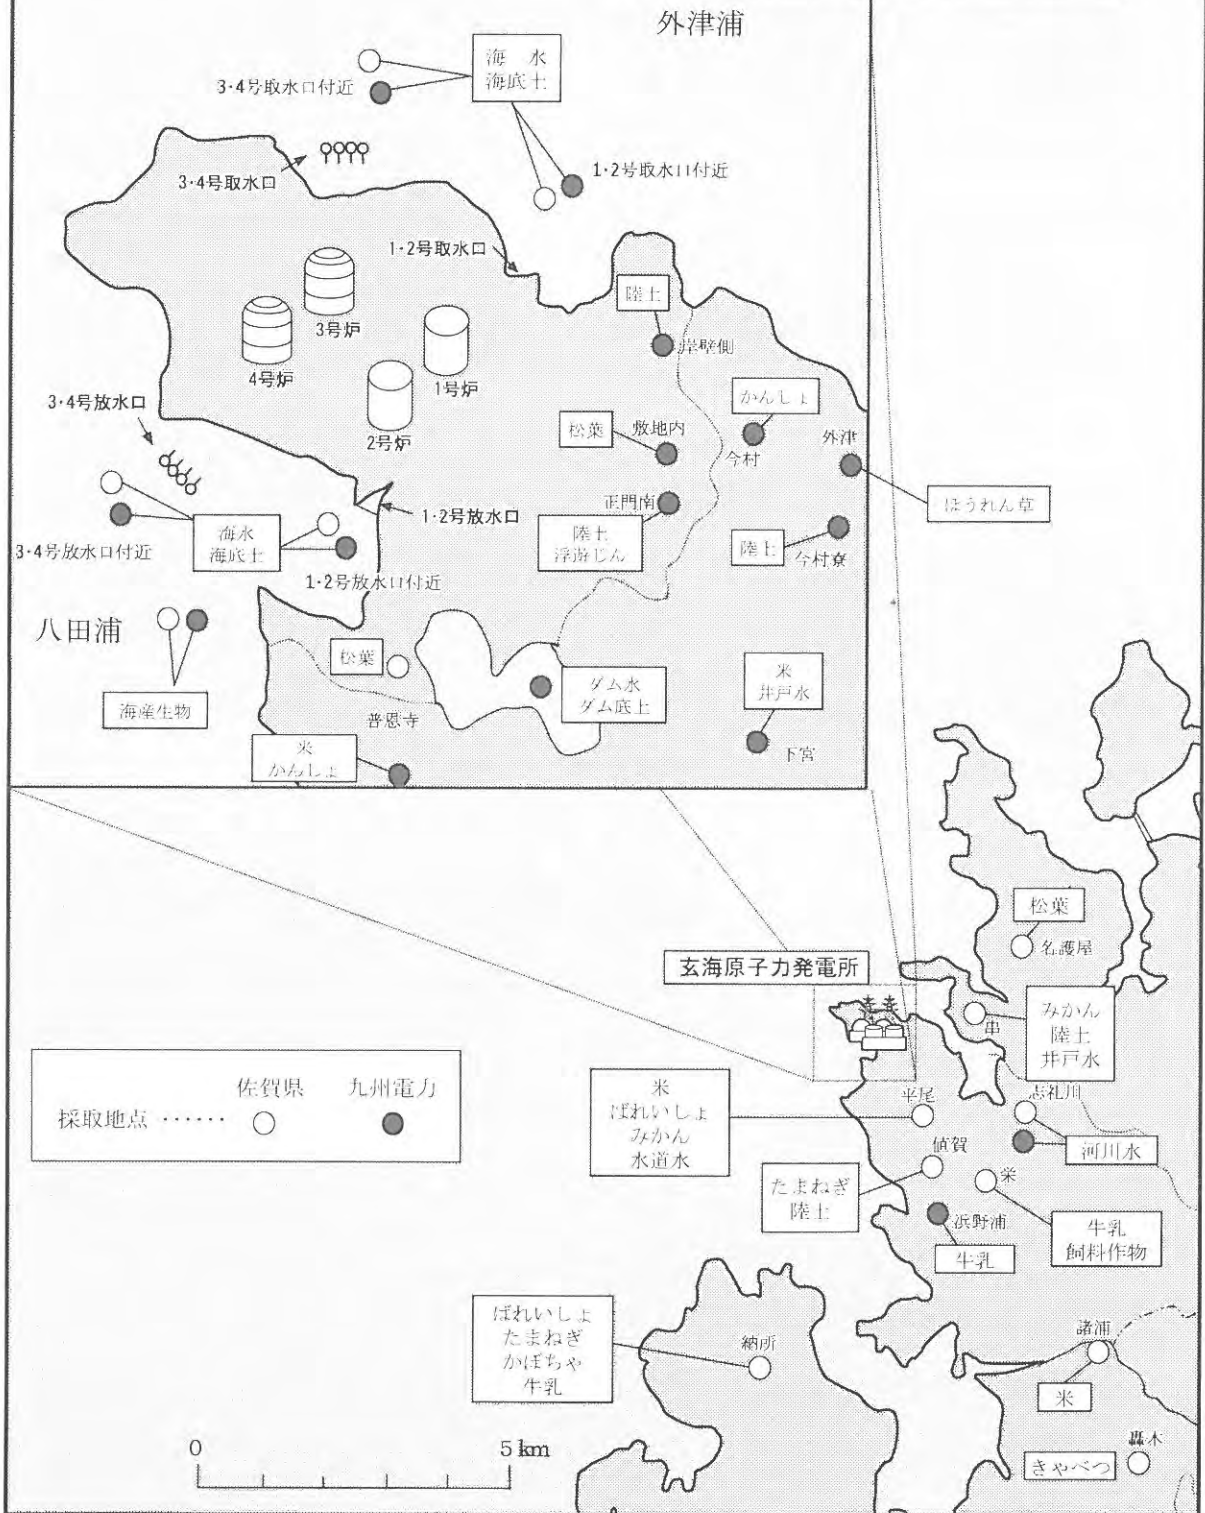 外津浦
海水
海底土
3・4号取水口付近
1・2号取水口付近
3・4号取水口
1・2号取水口
陸土
岸壁側
3号炉
4号炉
1号炉
2号炉
かんしょ
今村
外津
ほうれん草
松葉
敷地内
3・4号放水口
正門南
陸土
浮遊じん
陸土
今村寮
1・2号放水口
海水
海底土
3・4号放水口付近
1・2号放水口付近
八田浦
海産生物
松葉
普恩寺
米
かんしょ
ダム水
ダム底土
米
井戸水
下宮
松葉
名護屋
玄海原子力発電所
串
みかん
陸土
井戸水
佐賀県
九州電力
採取地点 ‥‥‥
米
ばれいしょ
みかん
水道水
平尾
志礼川
河川水
値賀
たまねぎ
陸土
栄
牛乳
飼料作物
浜野浦
牛乳
ばれいしょ
たまねぎ
かぼちゃ
牛乳
納所
諸浦
米
轟木
きゃべつ
0
5 km